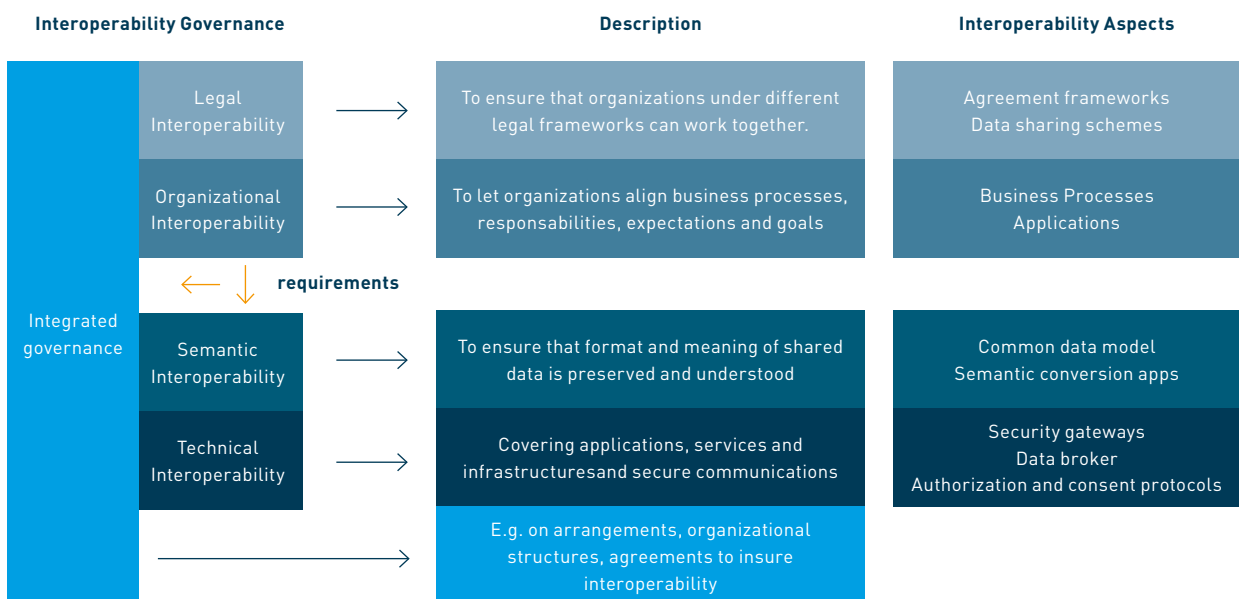 Interoperability Governance
Description
Interoperability Aspects
Integrated
governance
Legal
Interoperability
To ensure that organizations under different
legal frameworks can work together.
Agreement frameworks
Data sharing schemes
Organizational
Interoperability
To let organizations align business processes,
responsabilities, expectations and goals
Business Processes
Applications
requirements
Semantic
Interoperability
To ensure that format and meaning of shared
data is preserved and understood
Common data model
Semantic conversion apps
Technical
Interoperability
Covering applications, services and
infrastructuresand secure communications
Security gateways
Data broker
Authorization and consent protocols
E.g. on arrangements, organizational
structures, agreements to insure
interoperability